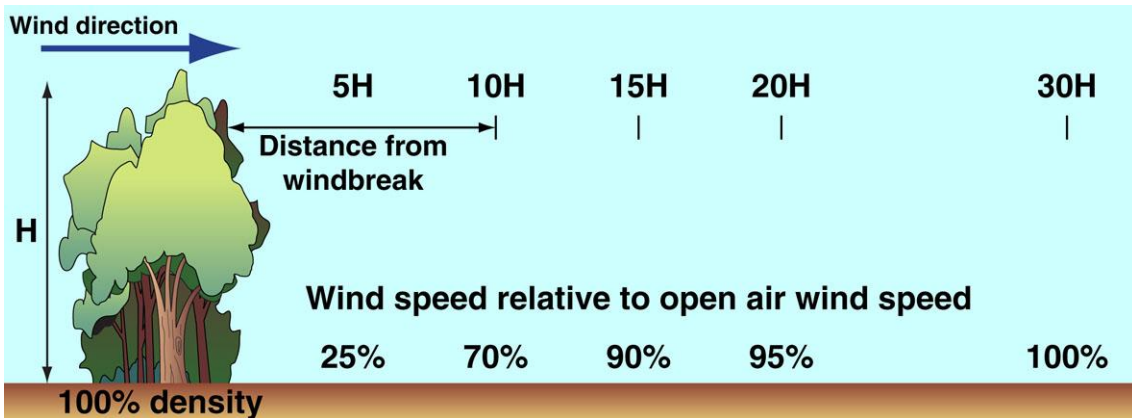 Wind direction
5H 10H 15H 20H 30H
Distance from
windbreak
H
Wind speed relative to open air wind speed
25% 70% 90% 95% 100%
100% density